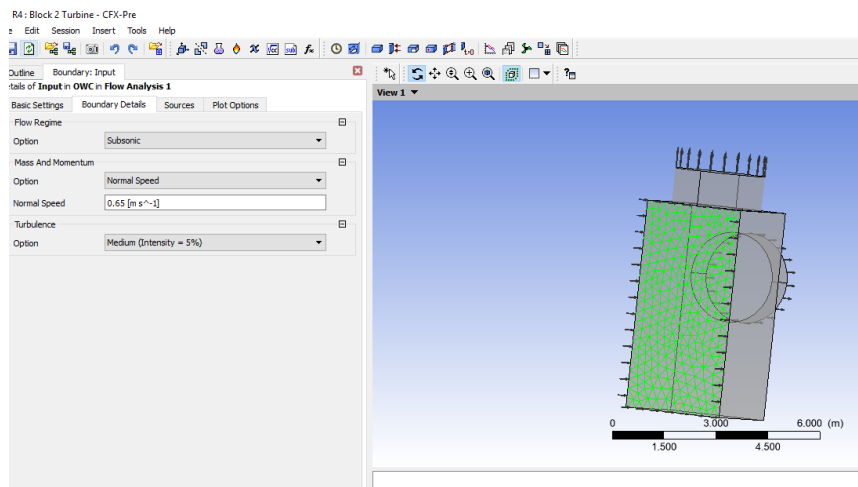 R4 : Block 2 Turbine - CFX-Pre
e Edit Session Insert Tools Help
Outline Boundary: Input
etails of Input in OWC in Flow Analysis 1
Basic Settings Boundary Details Sources Plot Options
Flow Regime
Option Subsonic
Mass And Momentum
Option Normal Speed
Normal Speed 0.65 [m s^-1]
Turbulence
Option Medium (Intensity = 5%)
View 1
0 3.000 6.000 (m)
1.500 4.500